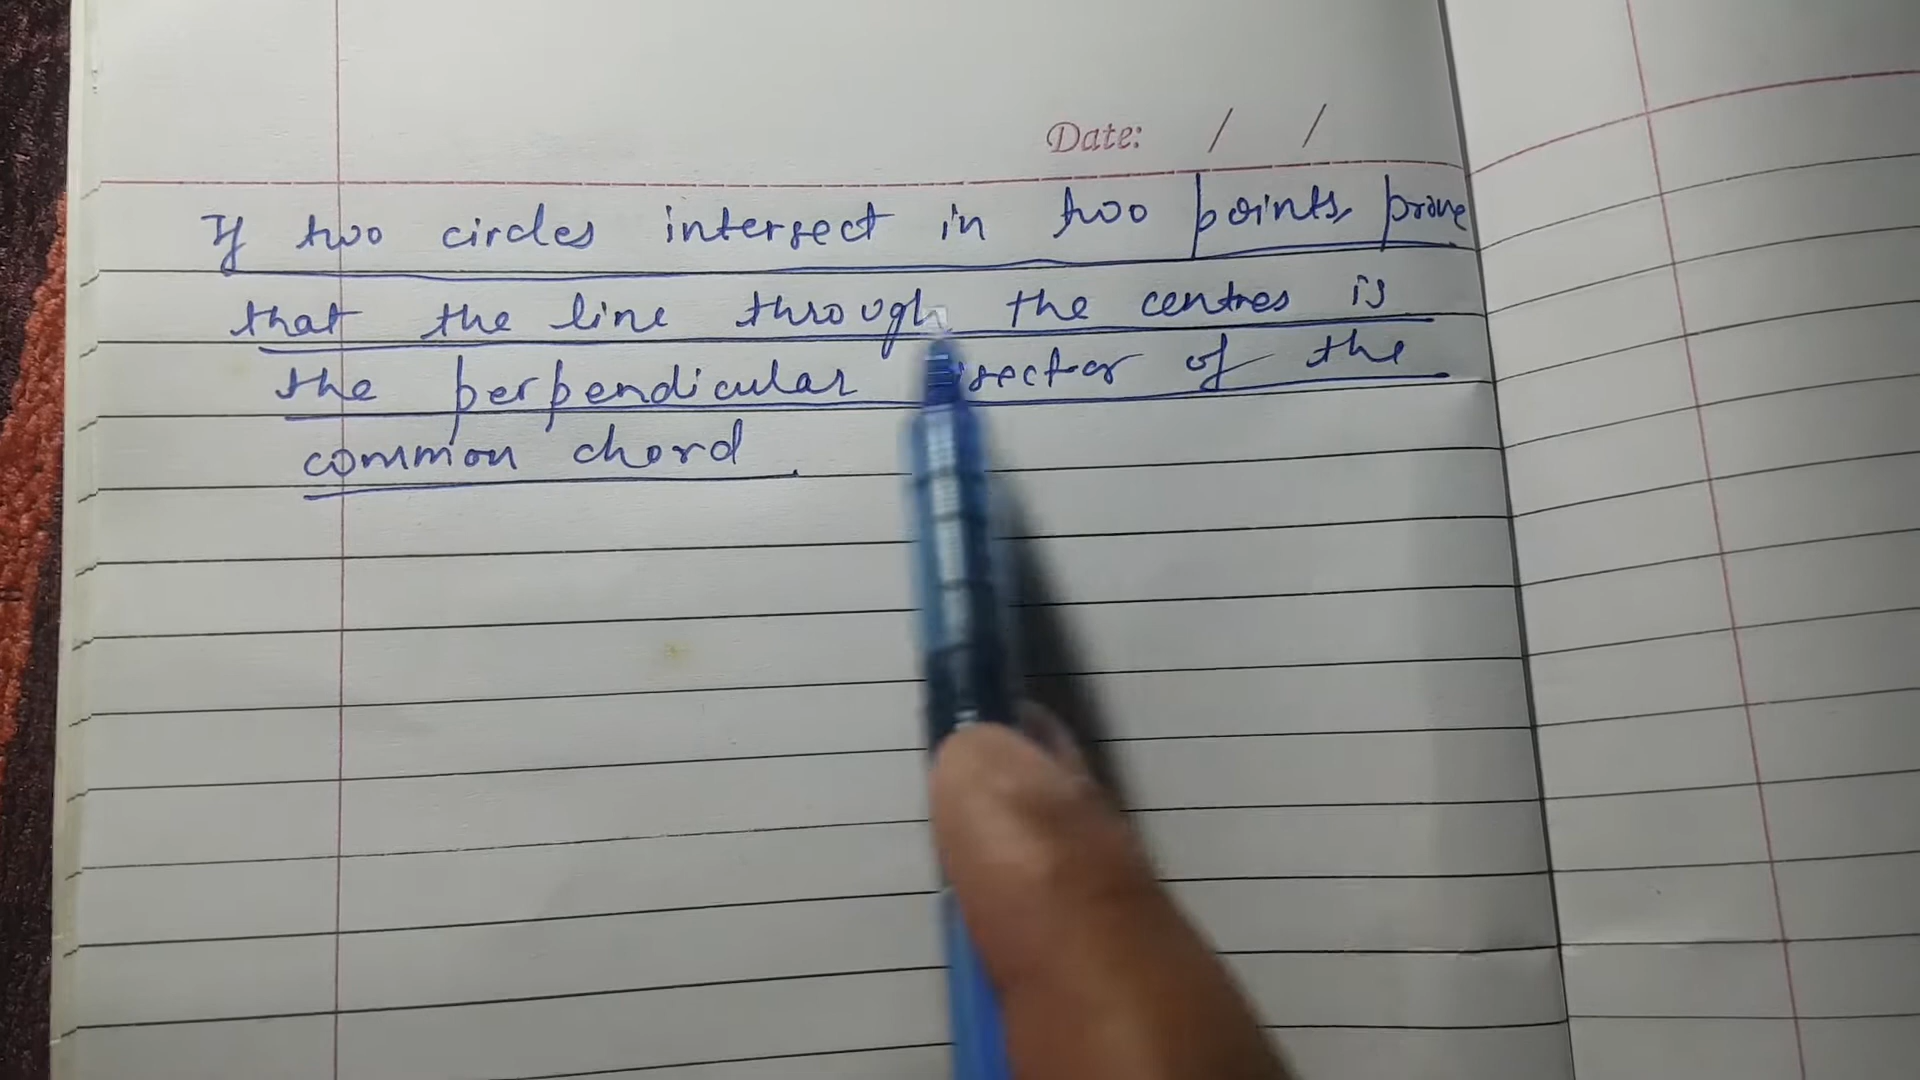 Date: / /
If two circles intersect in two points, prove
that the line through the centres is
the perpendicular bisector of the
common chord.